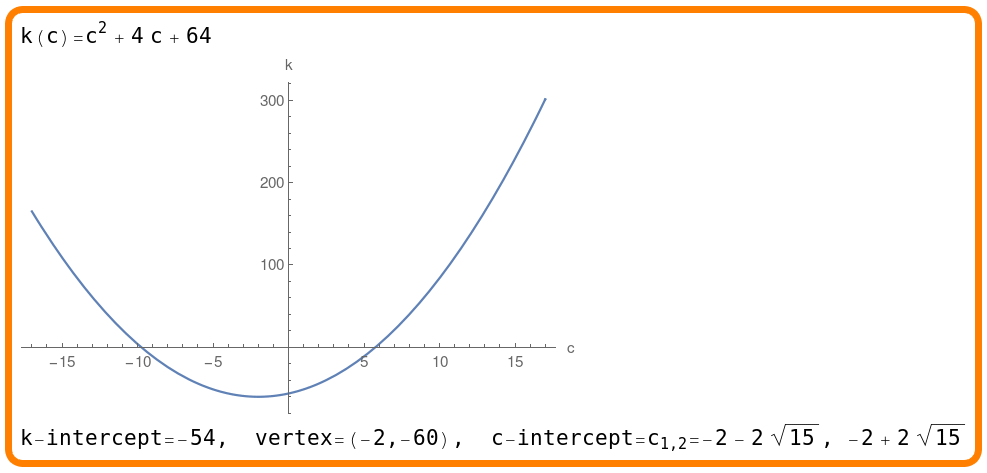 k(c)=c² + 4 c + 64
k
300
200
100
−15 −10 −5 5 10 15 c
k−intercept=−54, vertex=(−2,−60), c−intercept=c₁,₂=−2 − 2 √15, −2 + 2 √15